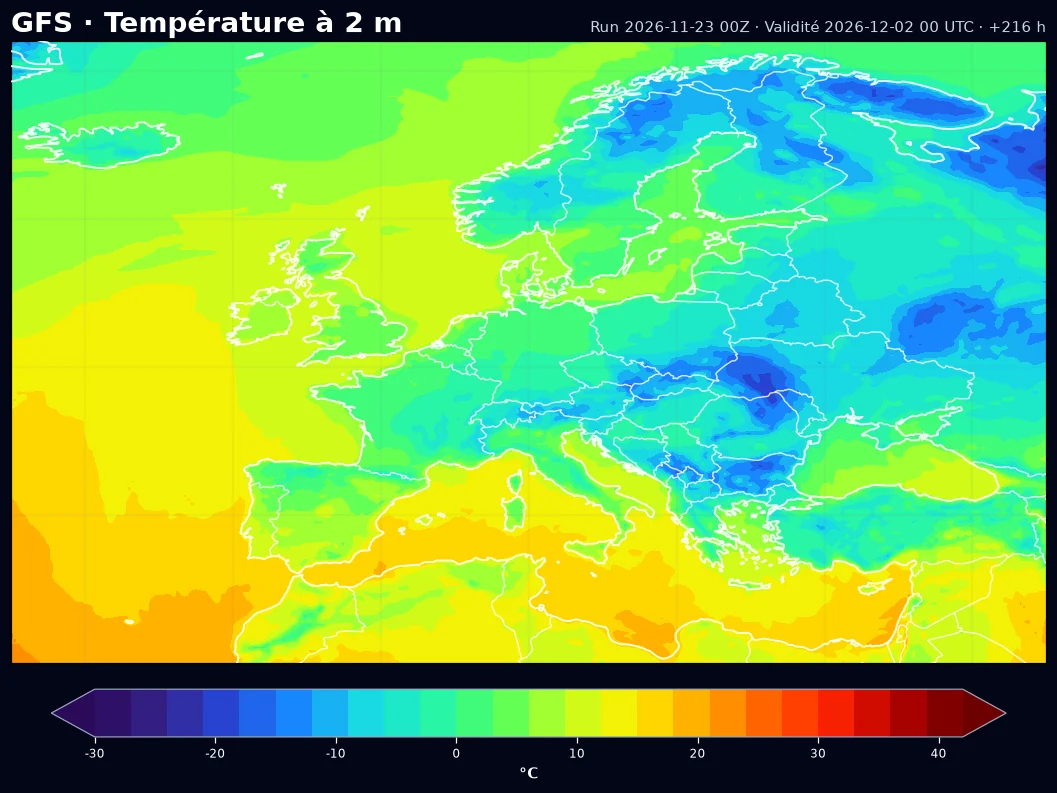 GFS · Température à 2 m
Run 2026-11-23 00Z · Validité 2026-12-02 00 UTC · +216 h
-30 -20 -10 0 10 20 30 40
°C